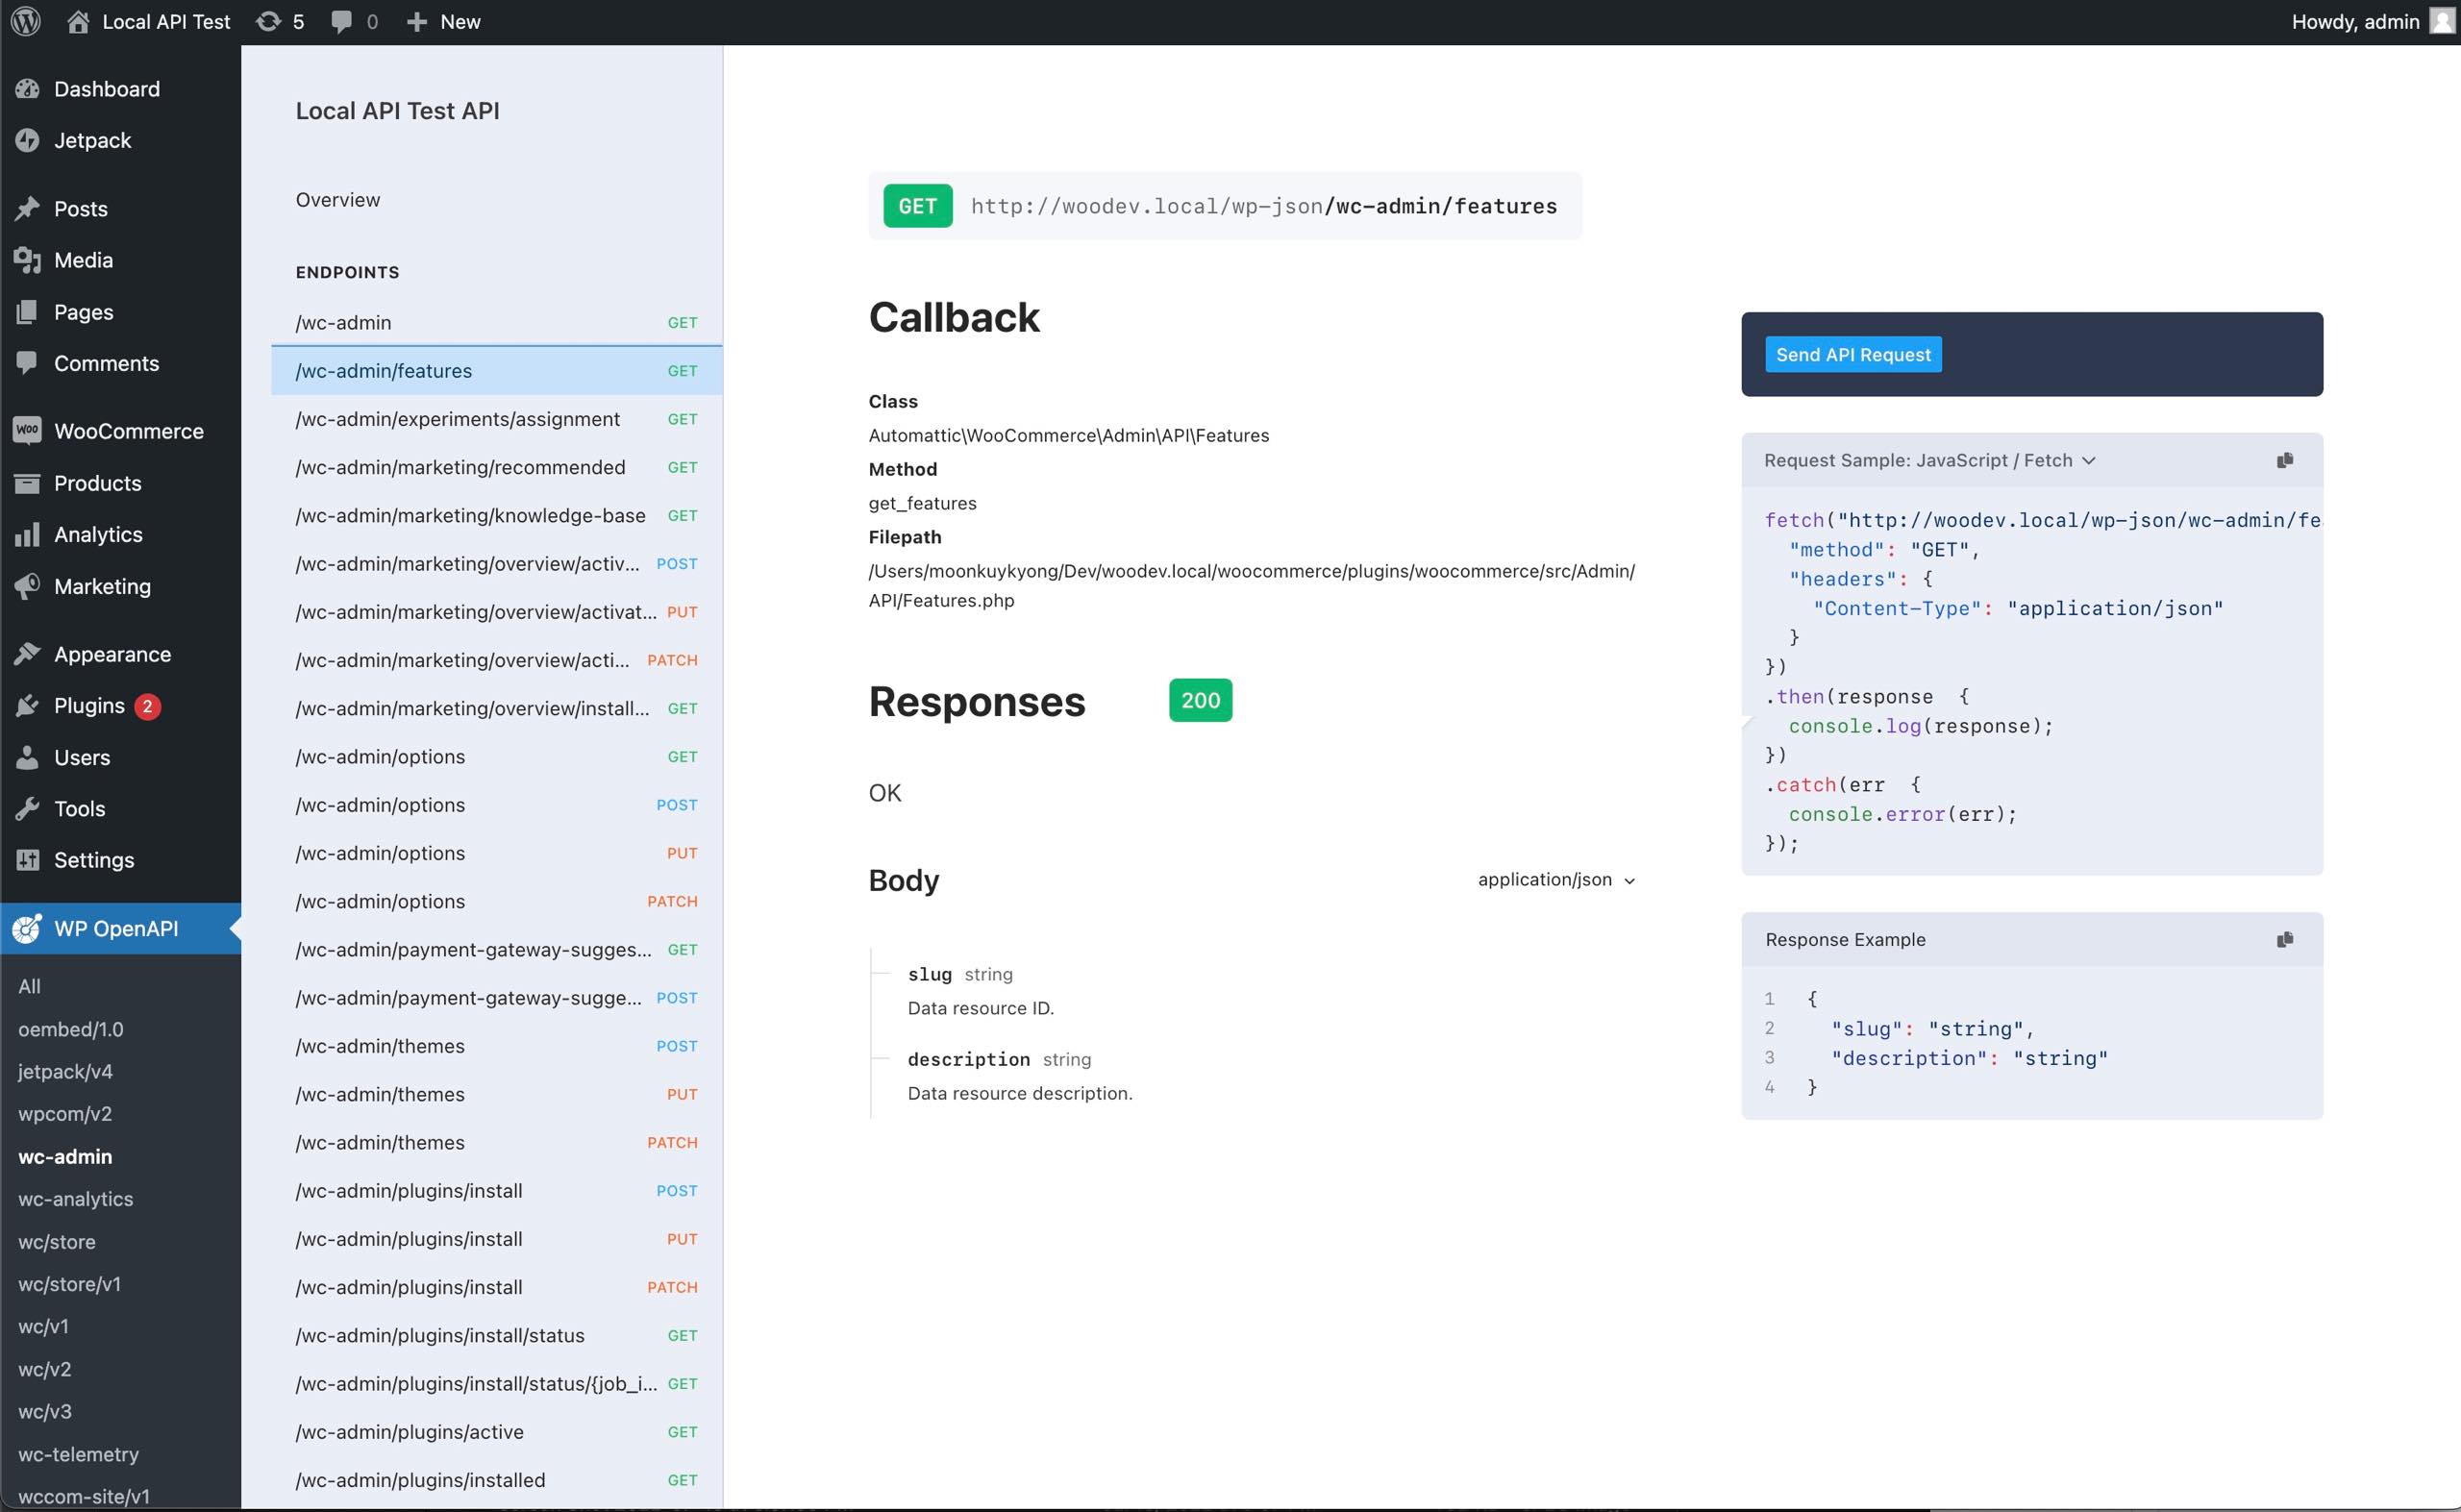 Local API Test
5
0
New
Howdy, admin
Dashboard
Jetpack
Posts
Media
Pages
Comments
Woo
WooCommerce
Products
Analytics
Marketing
Appearance
Plugins 2
Users
Tools
Settings
WP OpenAPI
All
oembed/1.0
jetpack/v4
wpcom/v2
wc-admin
wc-analytics
wc/store
wc/store/v1
wc/v1
wc/v2
wc/v3
wc-telemetry
wccom-site/v1
Local API Test API
Overview
ENDPOINTS
/wc-admin GET
/wc-admin/features GET
/wc-admin/experiments/assignment GET
/wc-admin/marketing/recommended GET
/wc-admin/marketing/knowledge-base GET
/wc-admin/marketing/overview/activ... POST
/wc-admin/marketing/overview/activat... PUT
/wc-admin/marketing/overview/acti... PATCH
/wc-admin/marketing/overview/install... GET
/wc-admin/options GET
/wc-admin/options POST
/wc-admin/options PUT
/wc-admin/options PATCH
/wc-admin/payment-gateway-sugges... GET
/wc-admin/payment-gateway-sugge... POST
/wc-admin/themes POST
/wc-admin/themes PUT
/wc-admin/themes PATCH
/wc-admin/plugins/install POST
/wc-admin/plugins/install PUT
/wc-admin/plugins/install PATCH
/wc-admin/plugins/install/status GET
/wc-admin/plugins/install/status/{job_i... GET
/wc-admin/plugins/active GET
/wc-admin/plugins/installed GET
GET http://woodev.local/wp-json/wc-admin/features
Callback
Class
Automattic\WooCommerce\Admin\API\Features
Method
get_features
Filepath
/Users/moonkuykyong/Dev/woodev.local/woocommerce/plugins/woocommerce/src/Admin/
API/Features.php
Responses 200
OK
Body application/json
slug string
Data resource ID.
description string
Data resource description.
Send API Request
Request Sample: JavaScript / Fetch
fetch("http://woodev.local/wp-json/wc-admin/fe
"method": "GET",
"headers": {
"Content-Type": "application/json"
}
})
.then(response {
console.log(response);
})
.catch(err {
console.error(err);
});
Response Example
1 {
2 "slug": "string",
3 "description": "string"
4 }